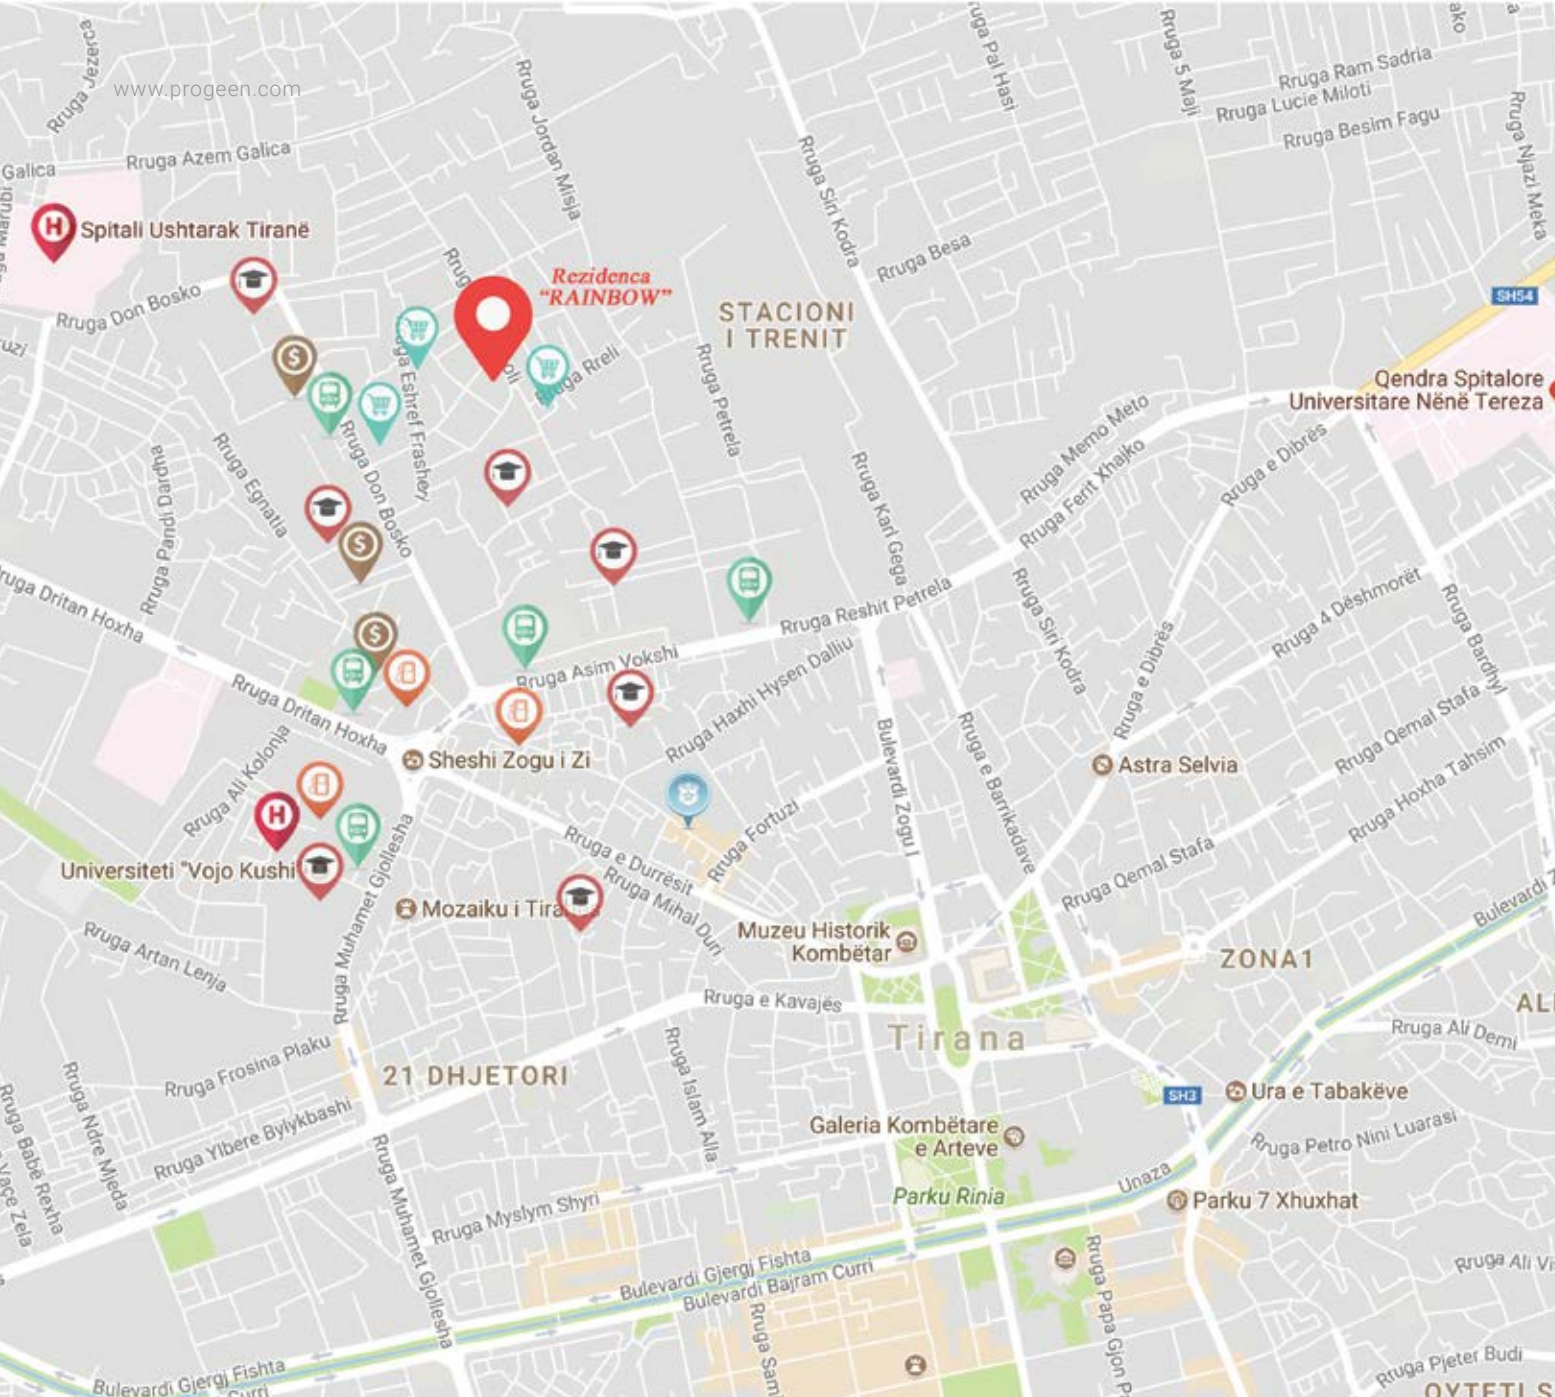 www.progeen.com
Rruga Jezerca
Rruga Jordan Misja
Rruga Pal Hasi
Rruga 5 Maji
Rruga Ram Sadria
Rruga Lucie Miloti
Rruga Besim Fagu
Rruga Njazi Meka
Galica
Rruga Azem Galica
Rruga Siri Kodra
Rruga Besa
H
Spitali Ushtarak Tiranë
Rruga Don Bosko
Rezidenca
"RAINBOW"
STACIONI
I TRENIT
SH54
Qendra Spitalore
Universitare Nënë Tereza
Rruga Rreli
Eshref Frasheri
Rruga Petrela
Rruga Don Bosko
Rruga Egnatia
Rruga Pandi Dardha
Rruga Karl Gega
Rruga Memo Meto
Rruga Ferit Xhajko
Rruga e Dibrës
Rruga Dritan Hoxha
Rruga Reshit Petrela
Rruga Asim Vokshi
Rruga Siri Kodra
Rruga 4 Dëshmorët
Rruga Bardhyl
Rruga e Dibrës
Rruga Dritan Hoxha
Rruga Haxhi Hysen Dalliu
Rruga Ali Kolonja
Sheshi Zogu i Zi
Bulevardi Zogu I
Rruga e Barrikadave
Astra Selvia
Rruga Qemal Stafa
Rruga Hoxha Tahsim
H
Universiteti "Vojo Kushi
Rruga Muhamet Gjollesha
Rruga e Durrësit
Rruga Fortuzi
Rruga Mihal Duri
Rruga Qemal Stafa
Mozaiku i
Muzeu Historik
Kombëtar
ZONA1
Rruga Artan Lenja
Rruga e Kavajës
Tirana
Rruga Ali Demi
Rruga Frosina Plaku
21 DHJETORI
Rruga Islam Alla
SH3
Ura e Tabakëve
Rruga Ndre Mjeda
Rruga Babë Rexha
Vaçe Zela
Rruga Ylbere Bylykbashi
Galeria Kombëtare
e Arteve
Rruga Petro Nini Luarasi
Rruga Muhamet Gjollesha
Rruga Myslym Shyri
Parku Rinia
Unaza
Parku 7 Xhuxhat
Bulevardi Gjergj Fishta
Bulevardi Bajram Curri
Rruga Papa Gjon
Rruga Ali
Bulevardi Gjergj Fishta
Rruga Pjeter Budi